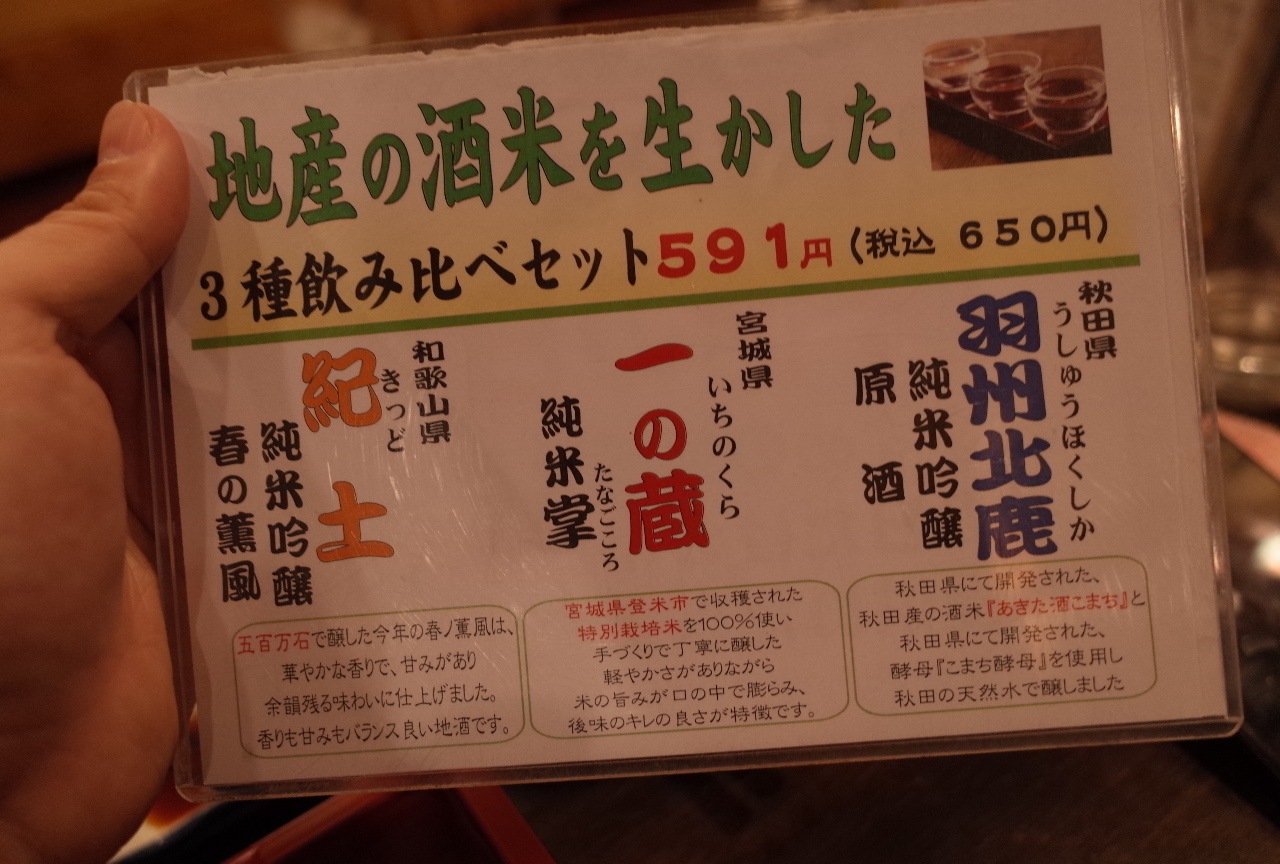 地産の酒米を生かした
3種飲み比べセット591円(税込 650円)
秋田県
うしゅうほくしか
羽州北鹿
純米吟醸
原酒
秋田県にて開発された、
秋田産の酒米『あきた酒こまち』と
秋田県にて開発された、
酵母『こまち酵母』を使用し
秋田の天然水で醸しました
宮城県
いちのくら
一の蔵
たなごころ
純米掌
宮城県登米市で収穫された
特別栽培米を100%使い
手づくりで丁寧に醸した
軽やかさがありながら
米の旨みが口の中で膨らみ、
後味のキレの良さが特徴です。
和歌山県
きっど
紀土
純米吟醸
春の薫風
五百万石で醸した今年の春ノ薫風は、
華やかな香りで、甘みがあり
余韻残る味わいに仕上げました。
香りも甘みもバランス良い地酒です。